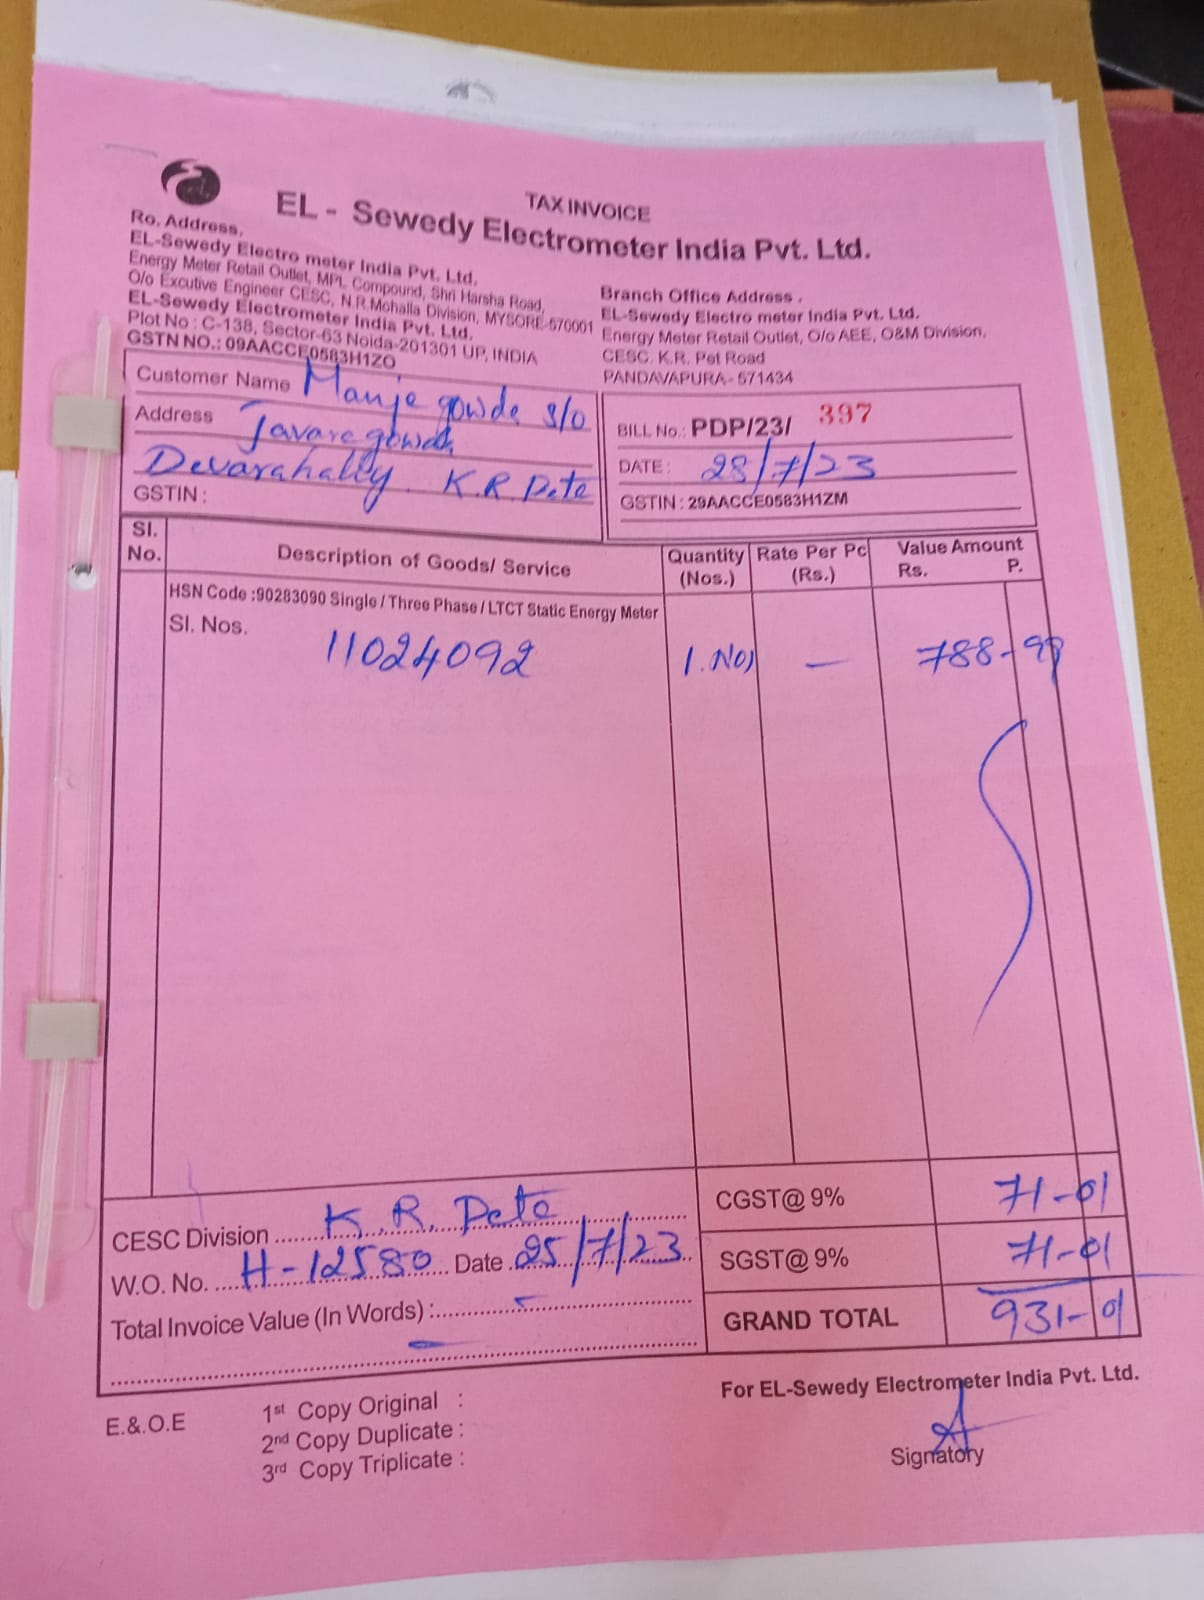 TAX INVOICE
EL - Sewedy Electrometer India Pvt. Ltd.
Ro. Address,
EL-Sewedy Electro meter India Pvt. Ltd.
Energy Meter Retail Outlet, MPL Compound, Shri Harsha Road,
O/o Excutive Engineer CESC, N.R.Mohalla Division, MYSORE-570001
EL-Sewedy Electrometer India Pvt. Ltd.
Plot No : C-138, Sector-63 Noida-201301 UP, INDIA
GSTN NO.: 09AACCE0583H1ZO
Branch Office Address .
EL-Sewedy Electro meter India Pvt. Ltd.
Energy Meter Retail Outlet, O/o AEE, O&M Division,
CESC. K.R. Pet Road
PANDAVAPURA- 571434
Customer Name Manje gowda S/o
Address Javaregowda
Devarahally. K.R. Pete
GSTIN :
BILL No.: PDP/23/ 397
DATE : 28/7/23
GSTIN : 29AACCE0583H1ZM
Sl. No. Description of Goods/ Service Quantity (Nos.) Rate Per Pc (Rs.) Value Amount Rs. P.
HSN Code :90283090 Single / Three Phase / LTCT Static Energy Meter
Sl. Nos.
11024092 1.No) — 788-99
CESC Division K.R. Pete
W.O. No. H-12580 Date 25/7/23
Total Invoice Value (In Words) :
CGST@ 9% 71-01
SGST@ 9% 71-01
GRAND TOTAL 931-01
For EL-Sewedy Electrometer India Pvt. Ltd.
E.&.O.E
1st Copy Original :
2nd Copy Duplicate :
3rd Copy Triplicate :
Signatory